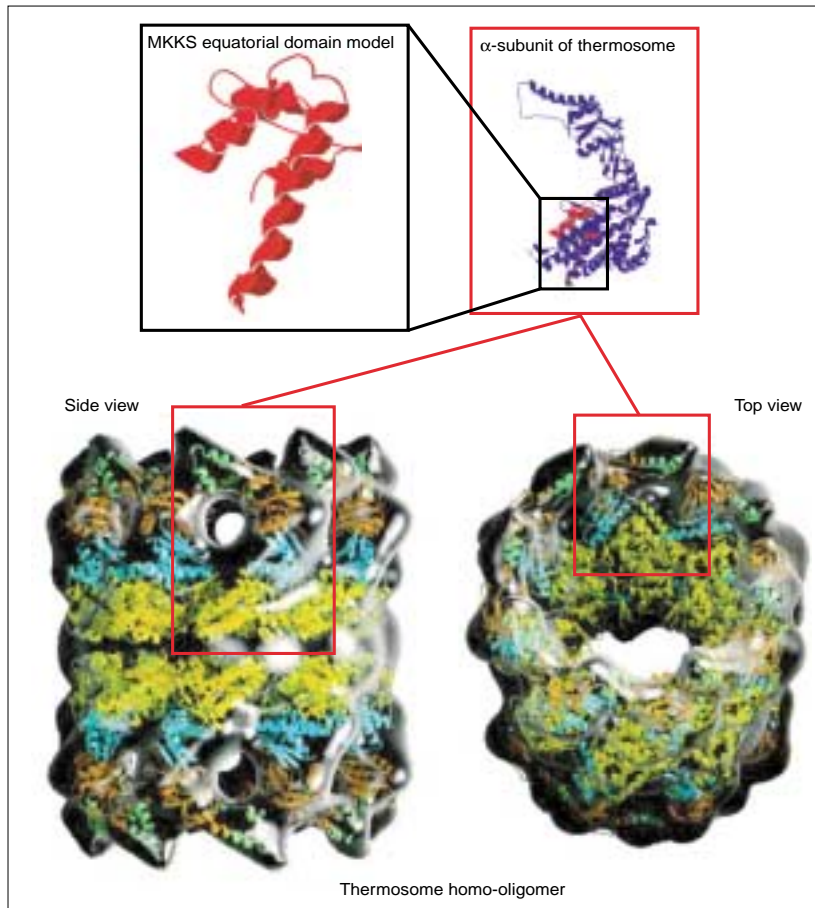 MKKS equatorial domain model
α-subunit of thermosome
Side view
Top view
Thermosome homo-oligomer